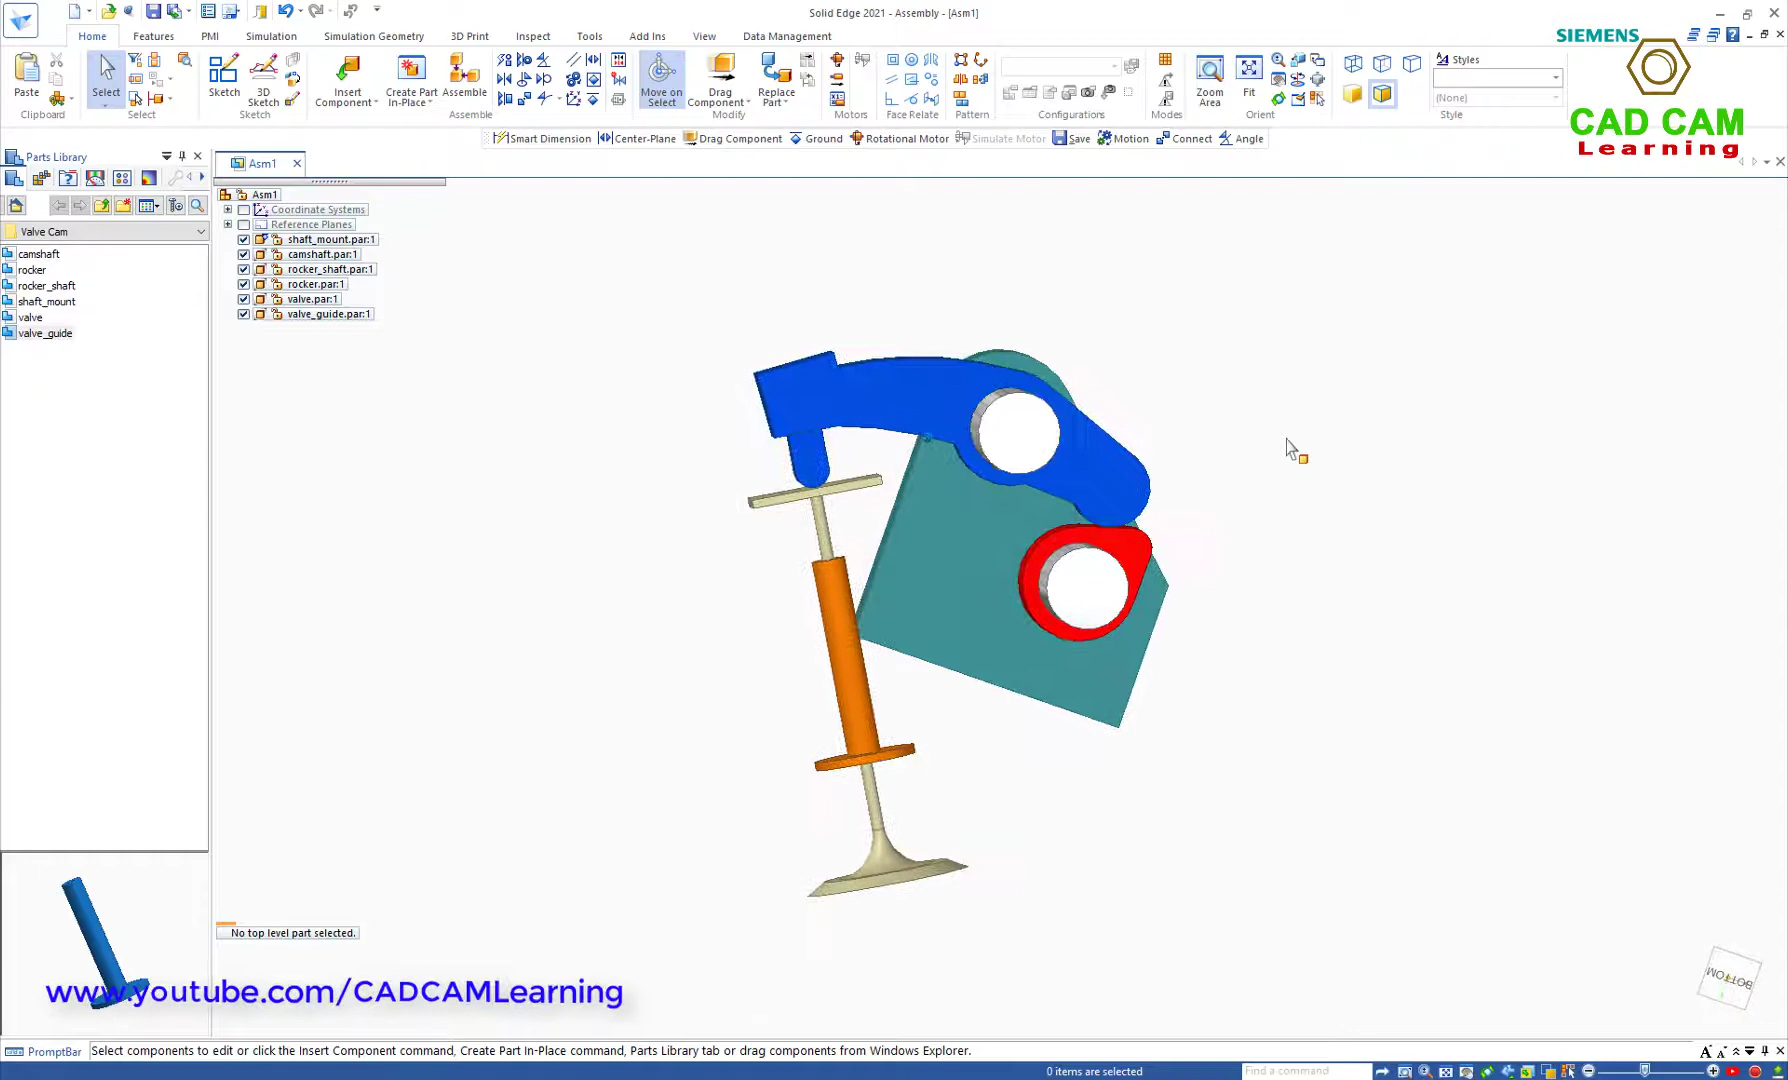 Solid Edge 2021 - Assembly - [Asm1]
Home Features PMI Simulation Simulation Geometry 3D Print Inspect Tools Add Ins View Data Management
SIEMENS
Paste Select Sketch 3D Sketch Insert Component Create Part In-Place Assemble Move on Select Drag Component Replace Part Zoom Area Fit Styles
(None)
Clipboard Select Sketch Assemble Modify Motors Face Relate Pattern Configurations Modes Orient Style
CAD CAM
Learning
Smart Dimension Center-Plane Drag Component Ground Rotational Motor Simulate Motor Save Motion Connect Angle
Parts Library
Asm1
Asm1
Coordinate Systems
Reference Planes
shaft_mount.par:1
camshaft.par:1
rocker_shaft.par:1
rocker.par:1
valve.par:1
valve_guide.par:1
Valve Cam
camshaft
rocker
rocker_shaft
shaft_mount
valve
valve_guide
No top level part selected.
BOTTOM
www.youtube.com/CADCAMLearning
PromptBar
Select components to edit or click the Insert Component command, Create Part In-Place command, Parts Library tab or drag components from Windows Explorer.
0 items are selected
Find a command